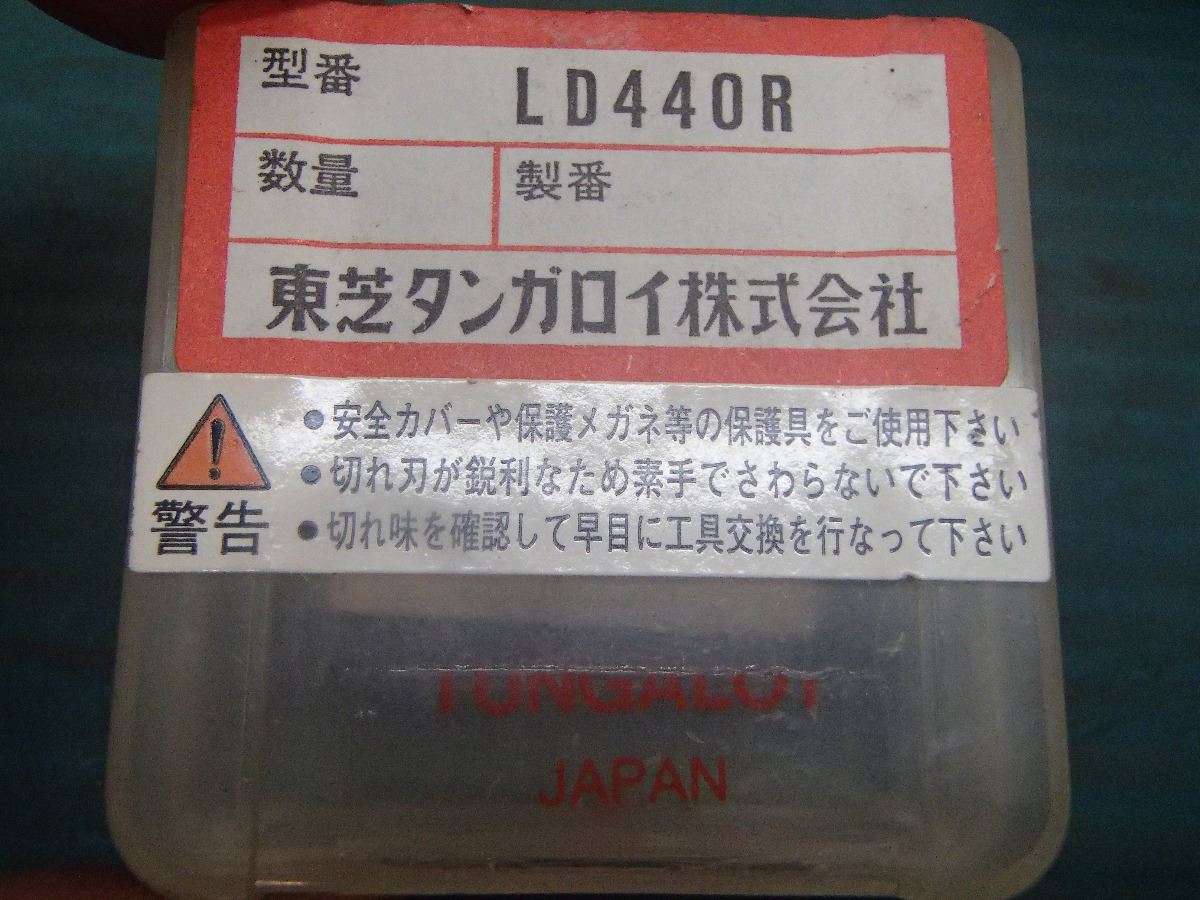 型番 LD440R
数量 製番
東芝タンガロイ株式会社
警告
•安全カバーや保護メガネ等の保護具をご使用下さい
•切れ刃が鋭利なため素手でさわらないで下さい
•切れ味を確認して早目に工具交換を行なって下さい
TUNGALOY
JAPAN